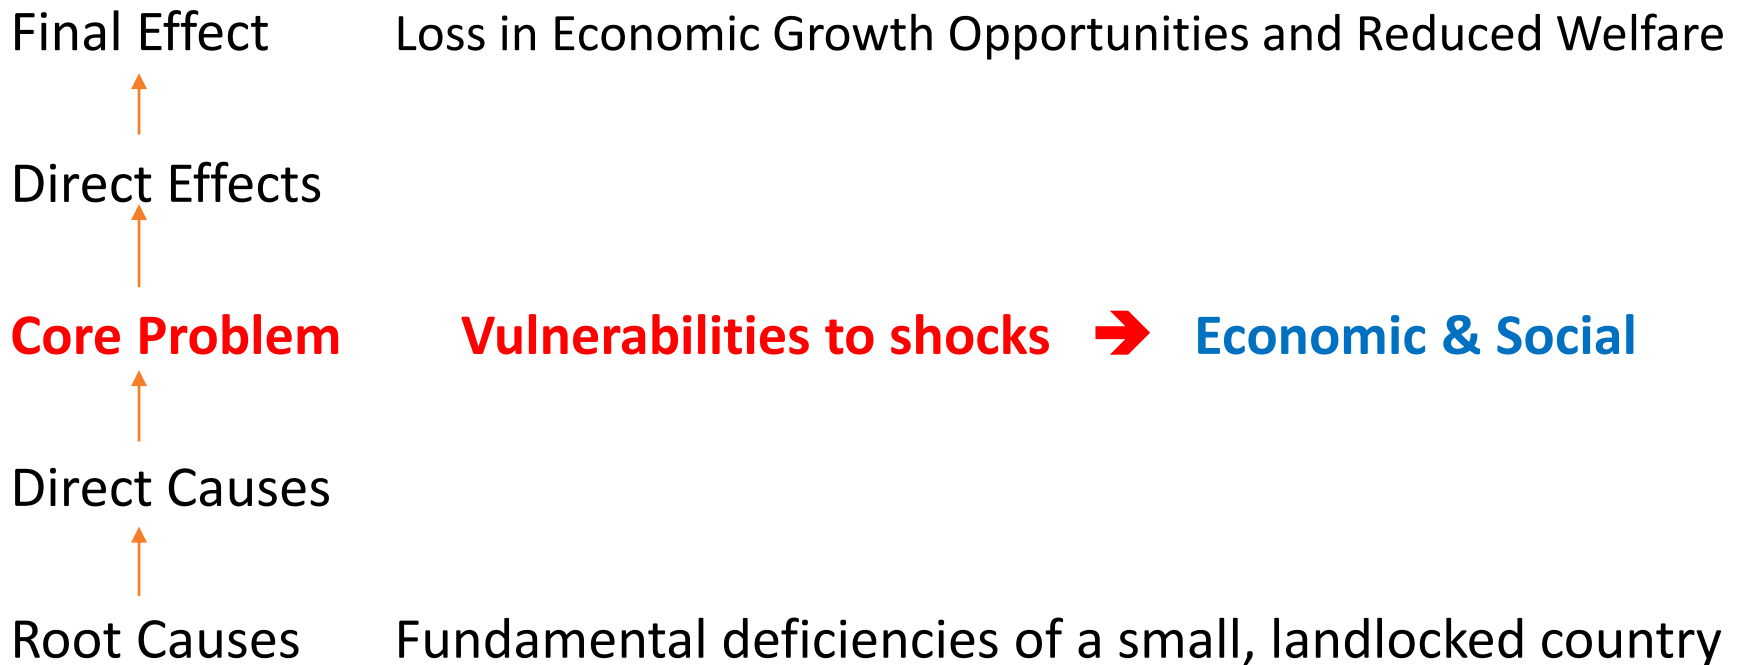 Final Effect Loss in Economic Growth Opportunities and Reduced Welfare
Direct Effects
Core Problem Vulnerabilities to shocks ➔ Economic & Social
Direct Causes
Root Causes Fundamental deficiencies of a small, landlocked country